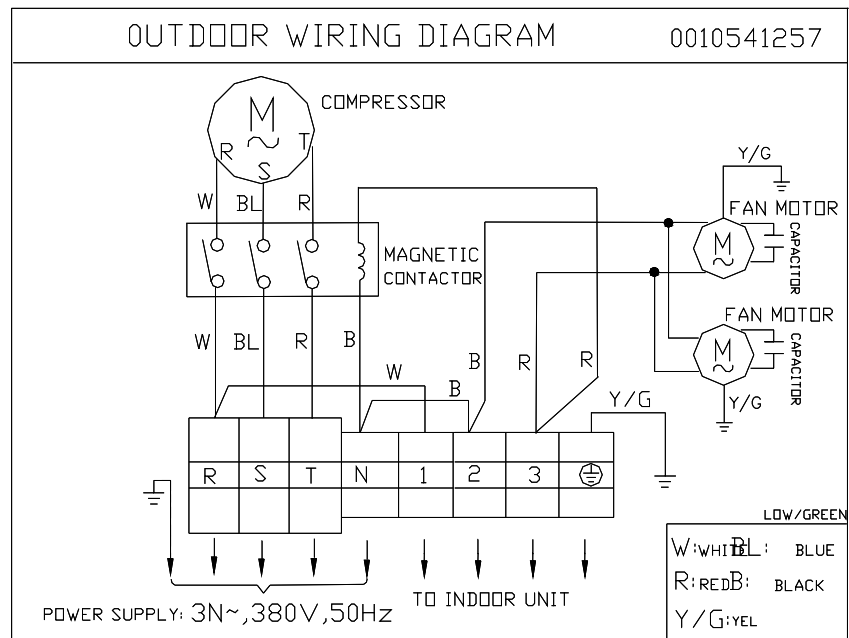 OUTDOOR WIRING DIAGRAM 0010541257
COMPRESSOR
M
R S T
W BL R
MAGNETIC
CONTACTOR
W BL R B
W
B
B R R
Y/G
Y/G
FAN MOTOR
M
CAPACITOR
FAN MOTOR
M
CAPACITOR
Y/G
R S T N 1 2 3
POWER SUPPLY: 3N~,380V,50Hz
TO INDOOR UNIT
LOW/GREEN
W:WHITE BL: BLUE
R:RED B: BLACK
Y/G:YEL